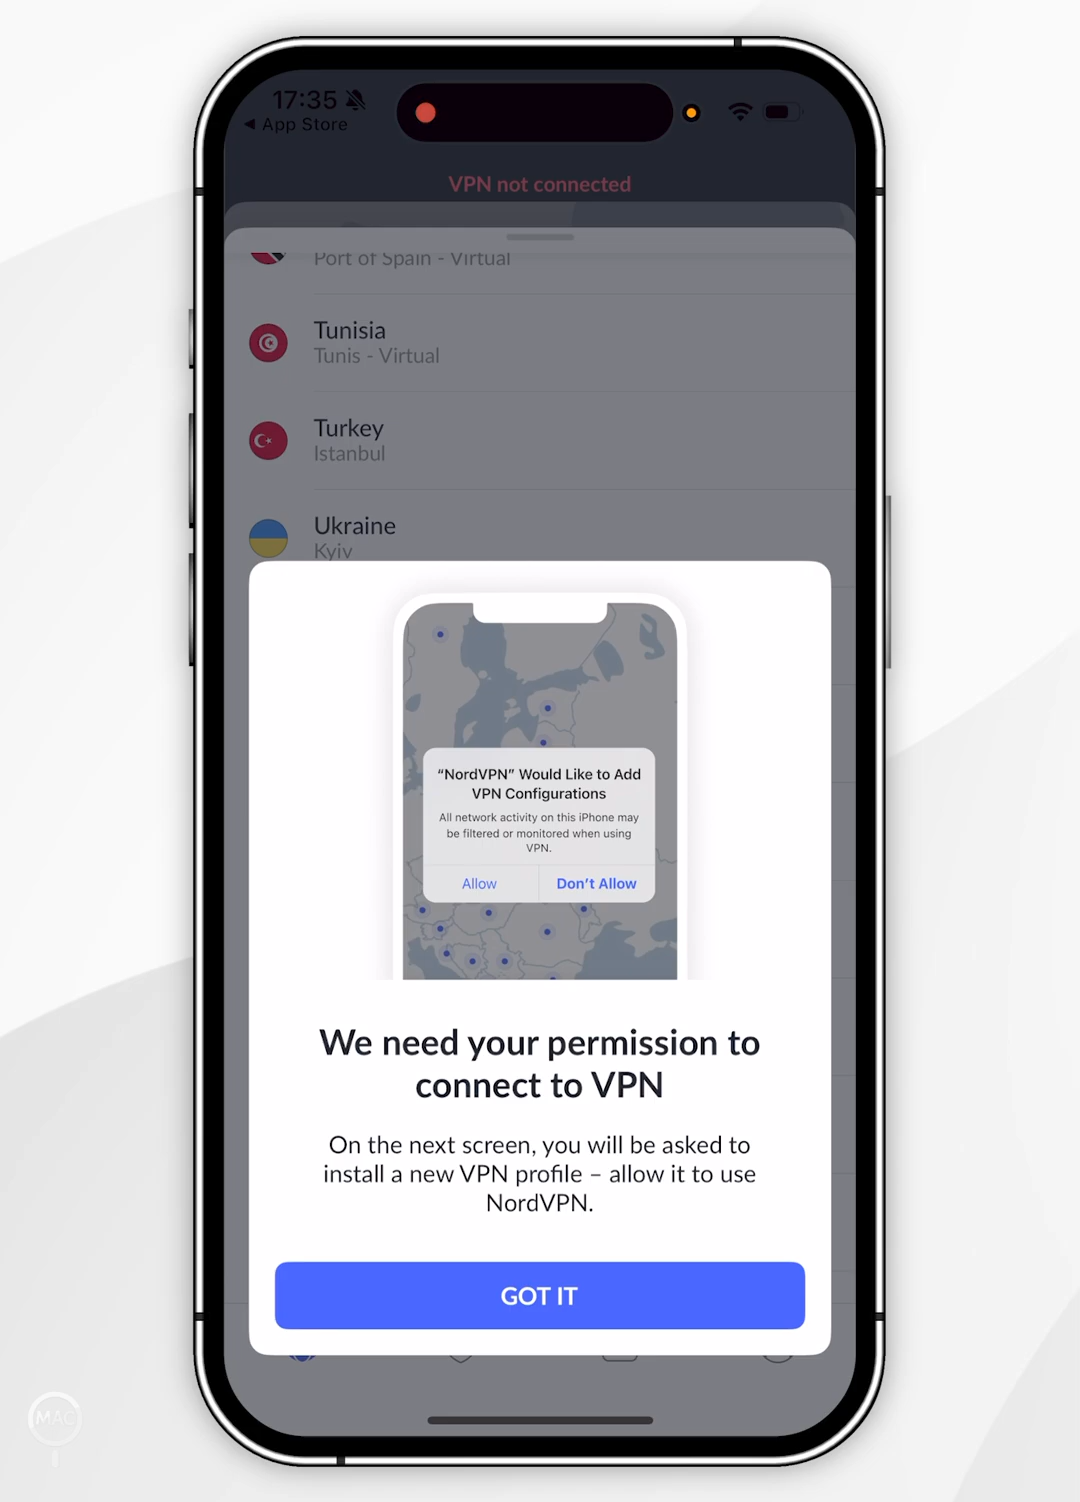 17:35
◀ App Store
VPN not connected
Port of Spain - Virtual
Tunisia
Tunis - Virtual
Turkey
Istanbul
Ukraine
Kyiv
“NordVPN” Would Like to Add
VPN Configurations
All network activity on this iPhone may
be filtered or monitored when using
VPN.
Allow
Don’t Allow
We need your permission to
connect to VPN
On the next screen, you will be asked to
install a new VPN profile – allow it to use
NordVPN.
GOT IT
MAC